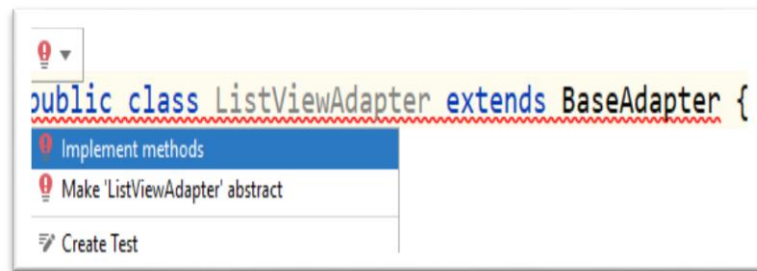 public class ListViewAdapter extends BaseAdapter {
Implement methods
Make 'ListViewAdapter' abstract
Create Test